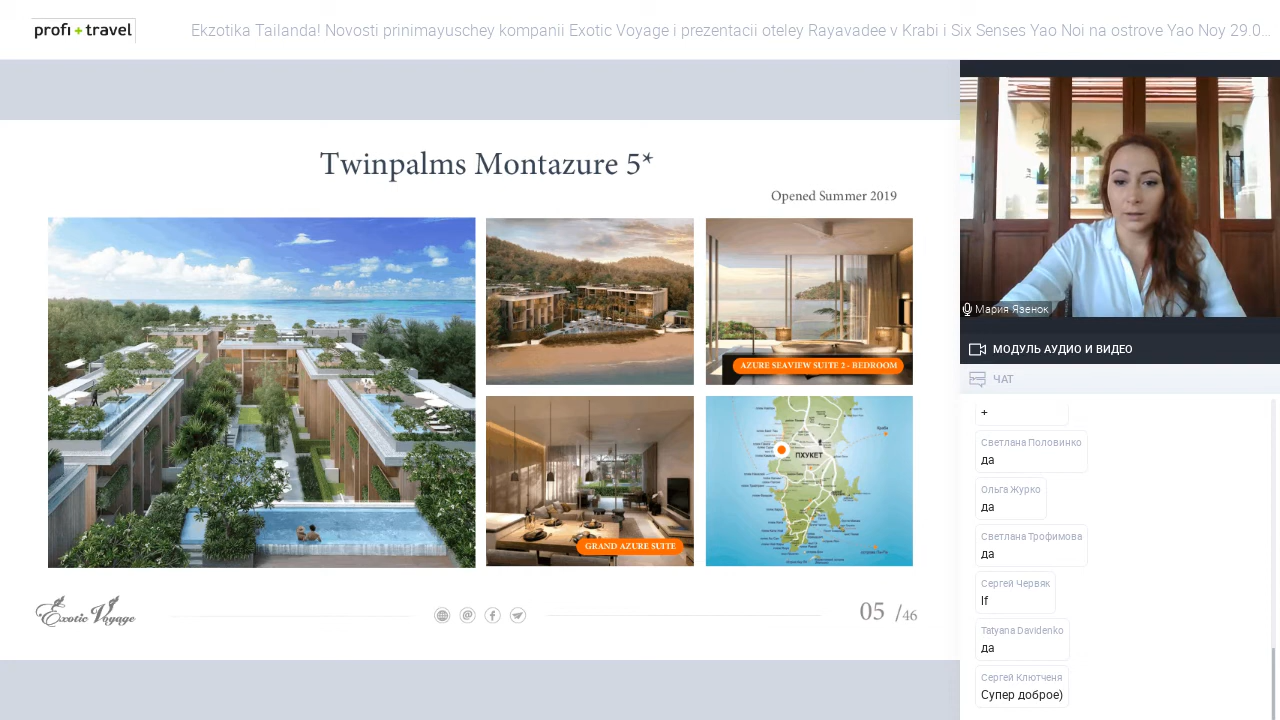 profi + travel
Ekzotika Tailanda! Novosti prinimayuschey kompanii Exotic Voyage i prezentacii oteley Rayavadee v Krabi i Six Senses Yao Noi na ostrove Yao Noy 29.0...
Twinpalms Montazure 5*
Opened Summer 2019
AZURE SEAVIEW SUITE 2 - BEDROOM
GRAND AZURE SUITE
ПХУКЕТ
Exotic Voyage
05 /46
Мария Язенок
МОДУЛЬ АУДИО И ВИДЕО
ЧАТ
+
Светлана Половинко
да
Ольга Журко
да
Светлана Трофимова
да
Сергей Червяк
lf
Tatyana Davidenko
да
Сергей Клютченя
Супер доброе)